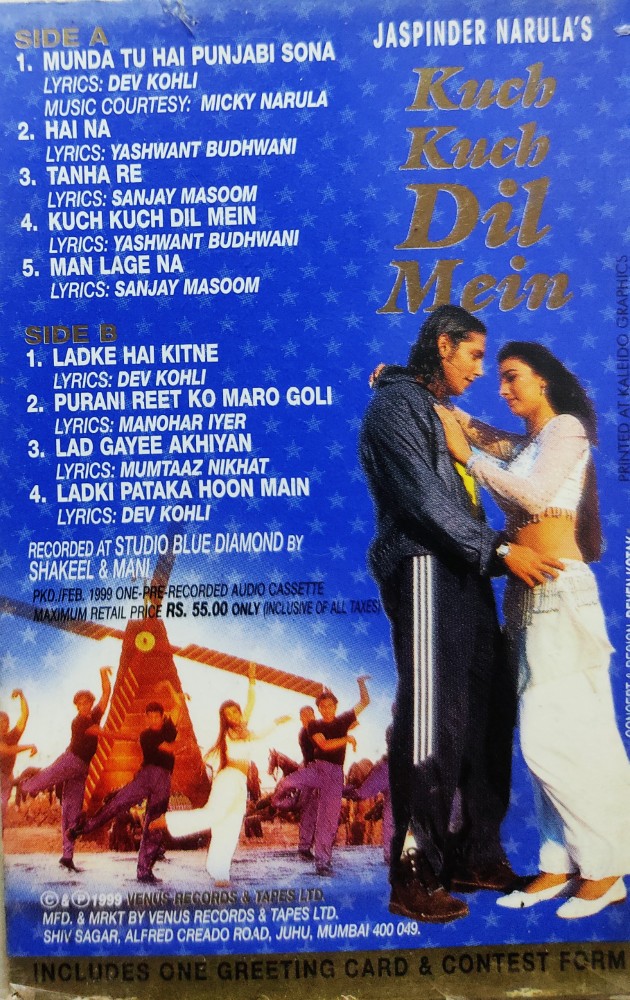 SIDE A
1. MUNDA TU HAI PUNJABI SONA
LYRICS: DEV KOHLI
MUSIC COURTESY: MICKY NARULA
2. HAI NA
LYRICS: YASHWANT BUDHWANI
3. TANHA RE
LYRICS: SANJAY MASOOM
4. KUCH KUCH DIL MEIN
LYRICS: YASHWANT BUDHWANI
5. MAN LAGE NA
LYRICS: SANJAY MASOOM
SIDE B
1. LADKE HAI KITNE
LYRICS: DEV KOHLI
2. PURANI REET KO MARO GOLI
LYRICS: MANOHAR IYER
3. LAD GAYEE AKHIYAN
LYRICS: MUMTAAZ NIKHAT
4. LADKI PATAKA HOON MAIN
LYRICS: DEV KOHLI
RECORDED AT STUDIO BLUE DIAMOND BY
SHAKEEL & MANI
PKD./FEB. 1999 ONE-PRE-RECORDED AUDIO CASSETTE
MAXIMUM RETAIL PRICE RS. 55.00 ONLY (INCLUSIVE OF ALL TAXES)
JASPINDER NARULA'S
Kuch
Kuch
Dil
Mein
PRINTED AT KALEIDO GRAPHICS
CONCEPT & DESIGN
© & ℗ 1999 VENUS RECORDS & TAPES LTD.
MFD. & MRKT BY VENUS RECORDS & TAPES LTD.
SHIV SAGAR, ALFRED CREADO ROAD, JUHU, MUMBAI 400 049.
INCLUDES ONE GREETING CARD & CONTEST FORM